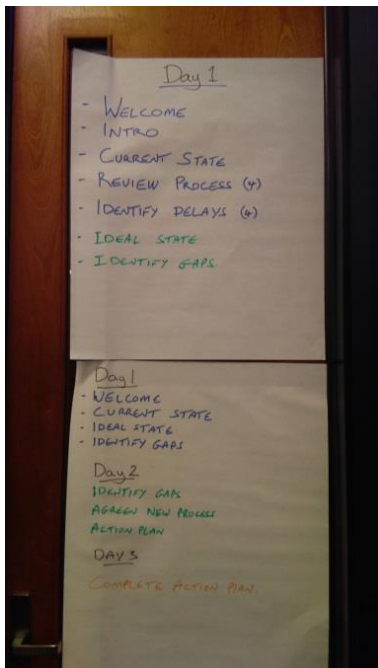 Day 1
- WELCOME
- INTRO
- CURRENT STATE
- REVIEW PROCESS (4)
- IDENTIFY DELAYS (4)
- IDEAL STATE
- IDENTIFY GAPS
Day 1
- WELCOME
- CURRENT STATE
- IDEAL STATE
- IDENTIFY GAPS
Day 2
IDENTIFY GAPS
AGREEN NEW PROCESS
ACTION PLAN
DAY 3
COMPLETE ACTION PLAN.